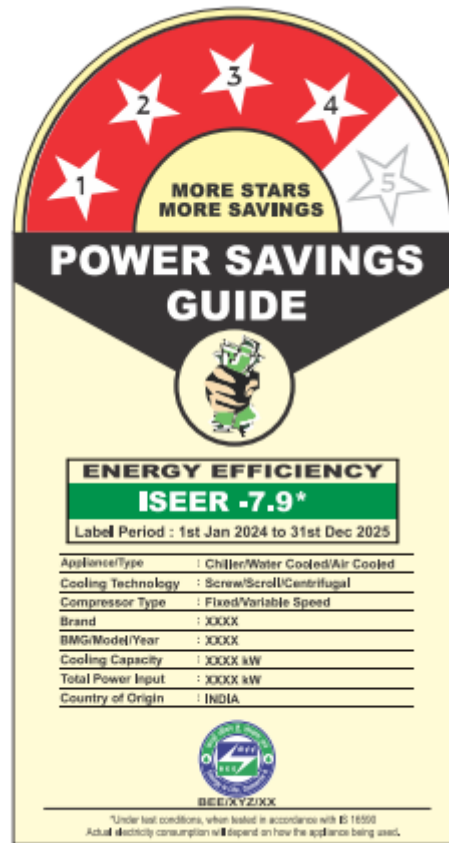 1
2
3
4
5
MORE STARS
MORE SAVINGS
POWER SAVINGS
GUIDE
ENERGY EFFICIENCY
ISEER -7.9*
Label Period : 1st Jan 2024 to 31st Dec 2025
Appliance/Type : Chiller/Water Cooled/Air Cooled
Cooling Technology : Screw/Scroll/Centrifugal
Compressor Type : Fixed/Variable Speed
Brand : XXXX
BMG/Model/Year : XXXX
Cooling Capacity : XXXX kW
Total Power Input : XXXX kW
Country of Origin : INDIA
BEE
BEE/XYZ/XX
*Under test conditions, when tested in accordance with IS 16590
Actual electricity consumption will depend on how the appliance being used.